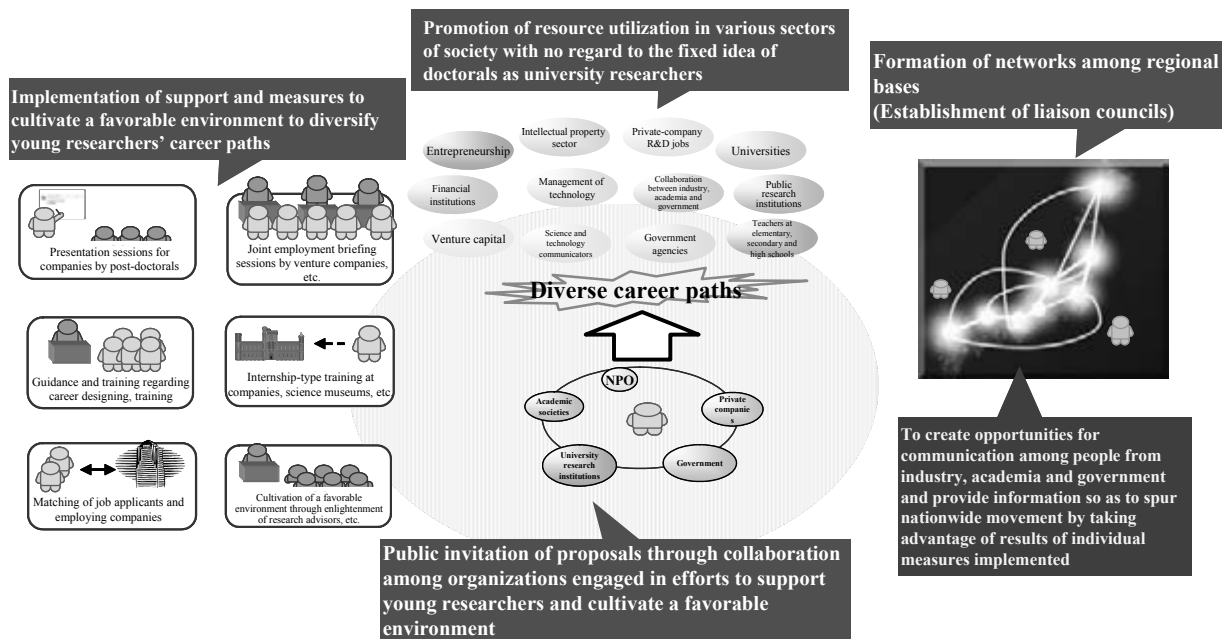 Implementation of support and measures to
cultivate a favorable environment to diversify
young researchers' career paths
Presentation sessions for
companies by post-doctorals
Joint employment briefing
sessions by venture companies,
etc.
Guidance and training regarding
career designing, training
Internship-type training at
companies, science museums, etc
Matching of job applicants and
employing companies
Cultivation of a favorable
environment through enlightenment
of research advisors, etc.
Promotion of resource utilization in various sectors
of society with no regard to the fixed idea of
doctorals as university researchers
Entrepreneurship
Intellectual property
sector
Private-company
R&D jobs
Universities
Financial
institutions
Management of
technology
Collaboration
between industry,
academia and
government
Public
research
institutions
Venture capital
Science and
technology
communicators
Government
agencies
Teachers at
elementary,
secondary and
high schools
Diverse career paths
NPO
Academic
societies
Private
companie
s
University
research
institutions
Government
Public invitation of proposals through collaboration
among organizations engaged in efforts to support
young researchers and cultivate a favorable
environment
Formation of networks among regional
bases
(Establishment of liaison councils)
To create opportunities for
communication among people from
industry, academia and government
and provide information so as to spur
nationwide movement by taking
advantage of results of individual
measures implemented